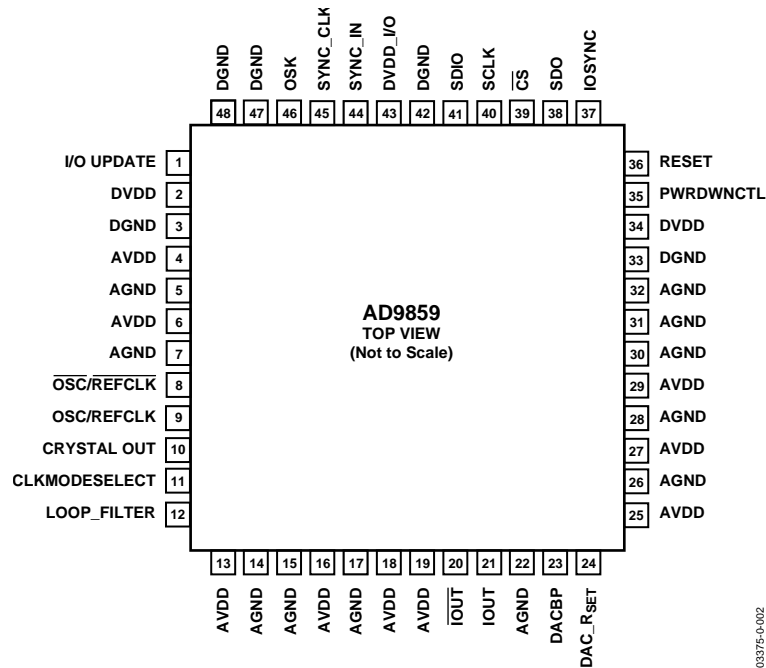 DGND
DGND
OSK
SYNC_CLK
SYNC_IN
DVDD_I/O
DGND
SDIO
SCLK
C̅S̅
SDO
IOSYNC
48 47 46 45 44 43 42 41 40 39 38 37
I/O UPDATE 1
DVDD 2
DGND 3
AVDD 4
AGND 5
AVDD 6
AGND 7
O̅S̅C̅/R̅E̅F̅C̅L̅K̅ 8
OSC/REFCLK 9
CRYSTAL OUT 10
CLKMODESELECT 11
LOOP_FILTER 12
AD9859
TOP VIEW
(Not to Scale)
36 RESET
35 PWRDWNCTL
34 DVDD
33 DGND
32 AGND
31 AGND
30 AGND
29 AVDD
28 AGND
27 AVDD
26 AGND
25 AVDD
13 14 15 16 17 18 19 20 21 22 23 24
AVDD
AGND
AGND
AVDD
AGND
AVDD
AVDD
I̅O̅U̅T̅
IOUT
AGND
DACBP
DAC_RSET
03375-0-002